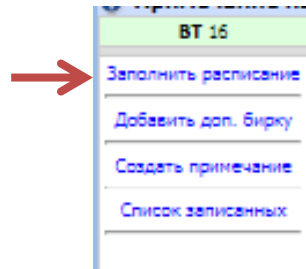 ВТ 16
Заполнить расписание
Добавить доп. бирку
Создать примечание
Список записанных